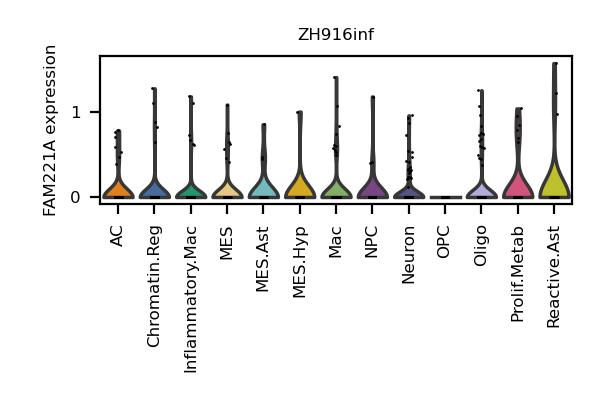 ZH916inf
FAM221A expression
1
0
AC
Chromatin.Reg
Inflammatory.Mac
MES
MES.Ast
MES.Hyp
Mac
NPC
Neuron
OPC
Oligo
Prolif.Metab
Reactive.Ast